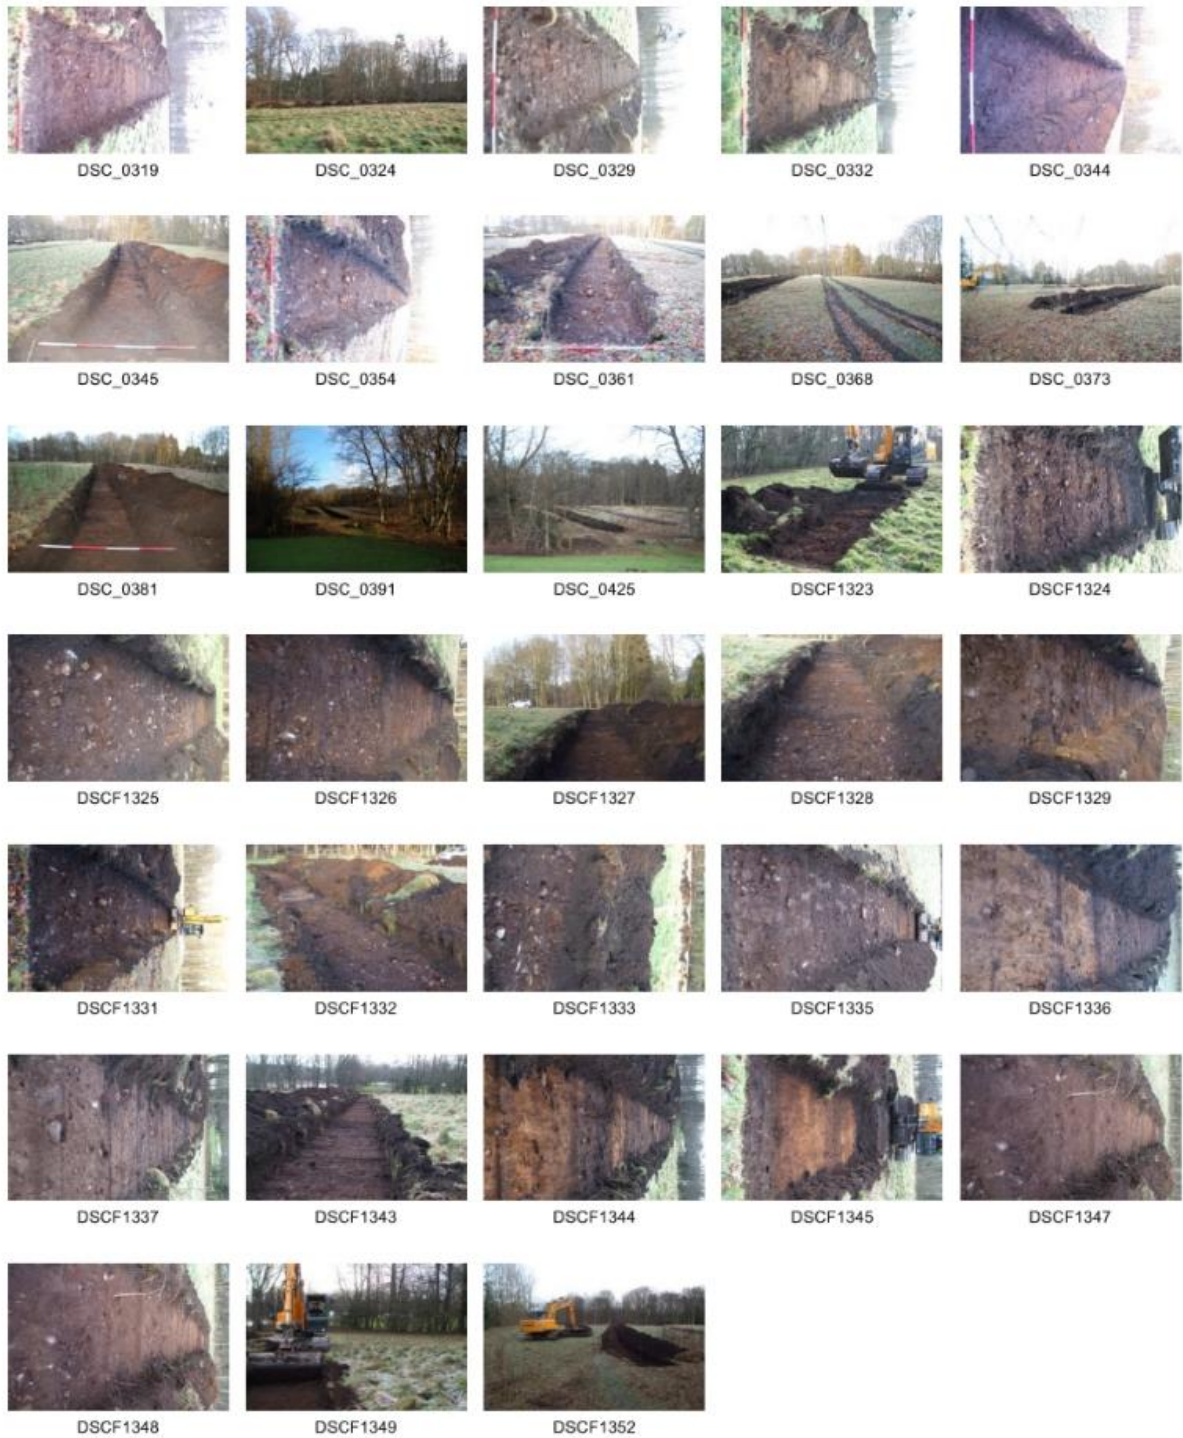 DSC_0319 DSC_0324 DSC_0329 DSC_0332 DSC_0344
DSC_0345 DSC_0354 DSC_0361 DSC_0368 DSC_0373
DSC_0381 DSC_0391 DSC_0425 DSCF1323 DSCF1324
DSCF1325 DSCF1326 DSCF1327 DSCF1328 DSCF1329
DSCF1331 DSCF1332 DSCF1333 DSCF1335 DSCF1336
DSCF1337 DSCF1343 DSCF1344 DSCF1345 DSCF1347
DSCF1348 DSCF1349 DSCF1352